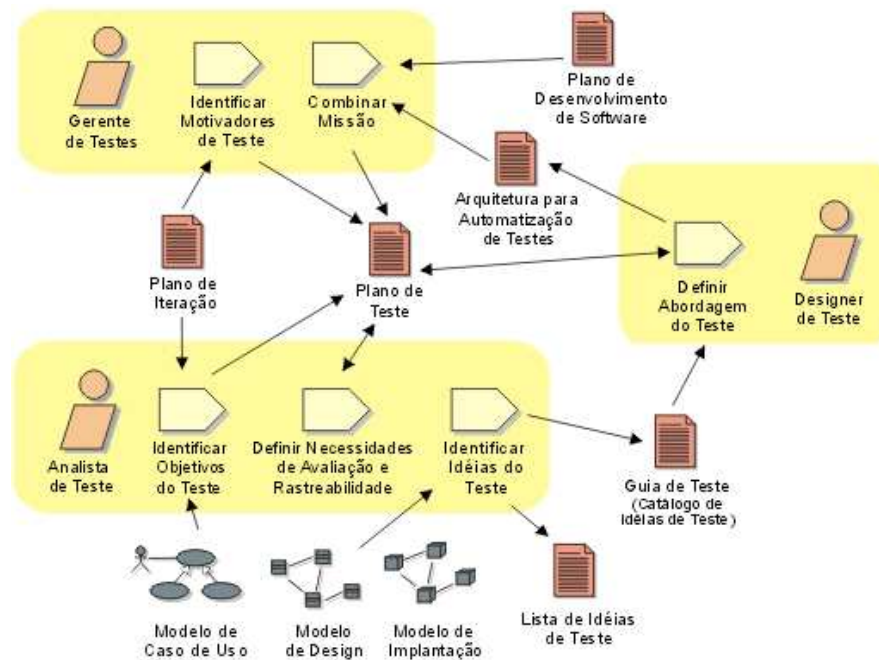 Gerente
de Testes
Identificar
Motivadores
de Teste
Combinar
Missão
Plano de
Desenvolvimento
de Software
Arquitetura para
Automatização
de Testes
Plano de
Iteração
Plano de
Teste
Definir
Abordagem
do Teste
Designer
de Teste
Analista
de Teste
Identificar
Objetivos
do Teste
Definir Necessidades
de Avaliação e
Rastreabilidade
Identificar
Idéias do
Teste
Guia de Teste
(Catálogo de
Idéias de Teste)
Modelo de
Caso de Uso
Modelo
de Design
Modelo de
Implantação
Lista de Idéias
de Teste